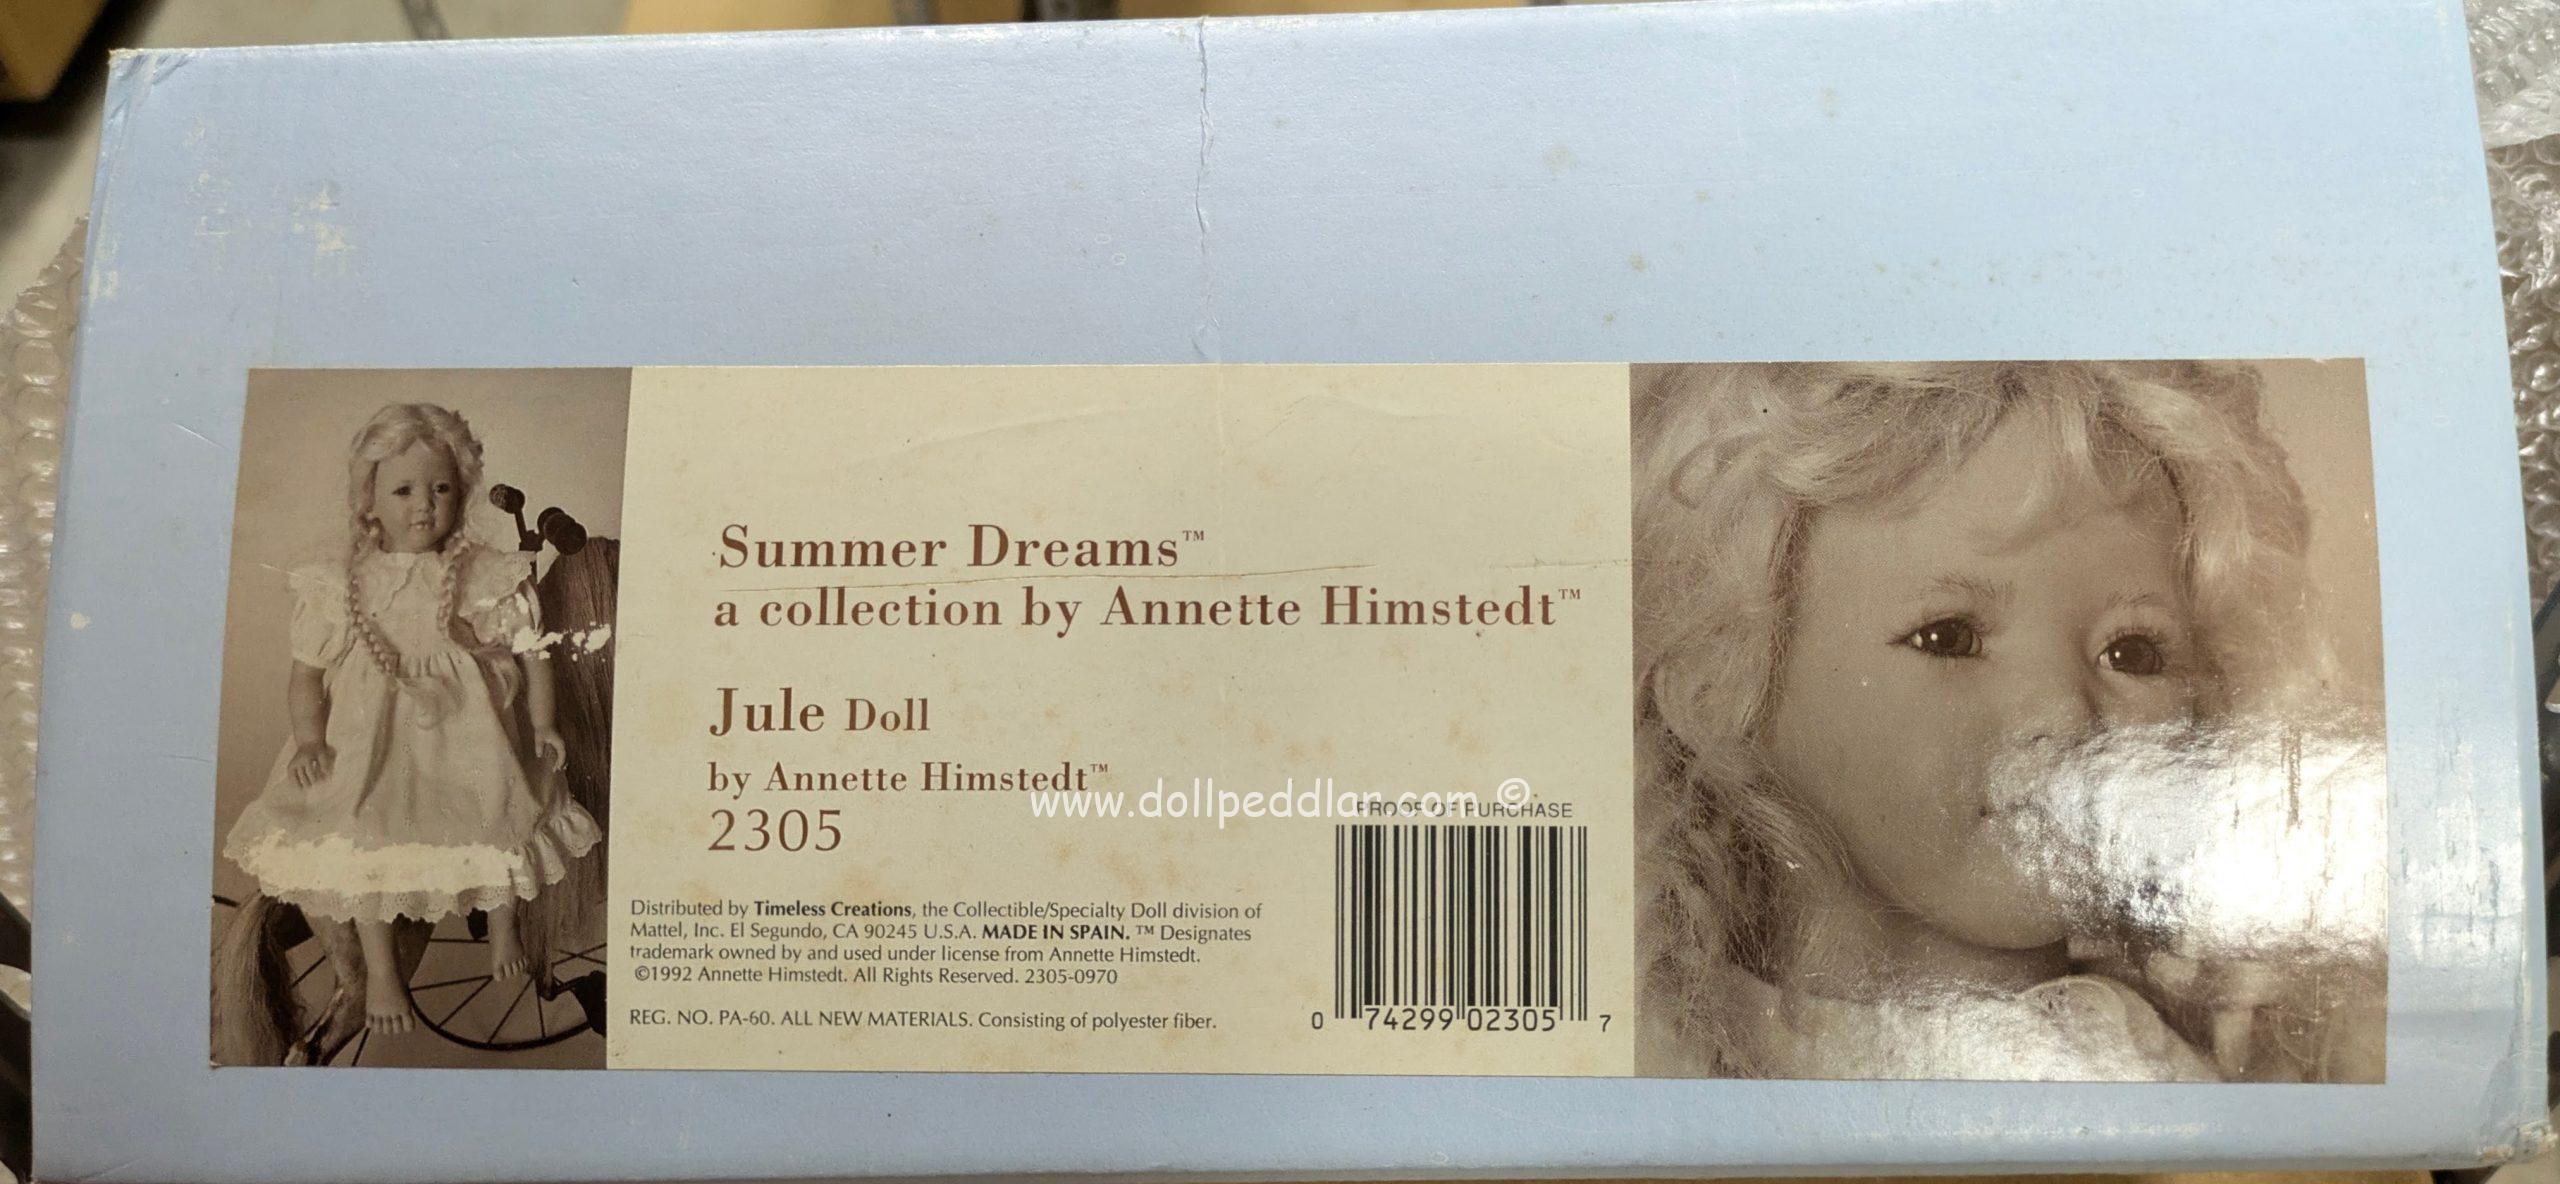 Summer Dreams™
a collection by Annette Himstedt™
Jule Doll
by Annette Himstedt™
2305
www.dollpeddlar.com ©
PROOF OF PURCHASE
Distributed by Timeless Creations, the Collectible/Specialty Doll division of
Mattel, Inc. El Segundo, CA 90245 U.S.A. MADE IN SPAIN. ™ Designates
trademark owned by and used under license from Annette Himstedt.
©1992 Annette Himstedt. All Rights Reserved. 2305-0970
REG. NO. PA-60. ALL NEW MATERIALS. Consisting of polyester fiber.
0 74299 02305 7